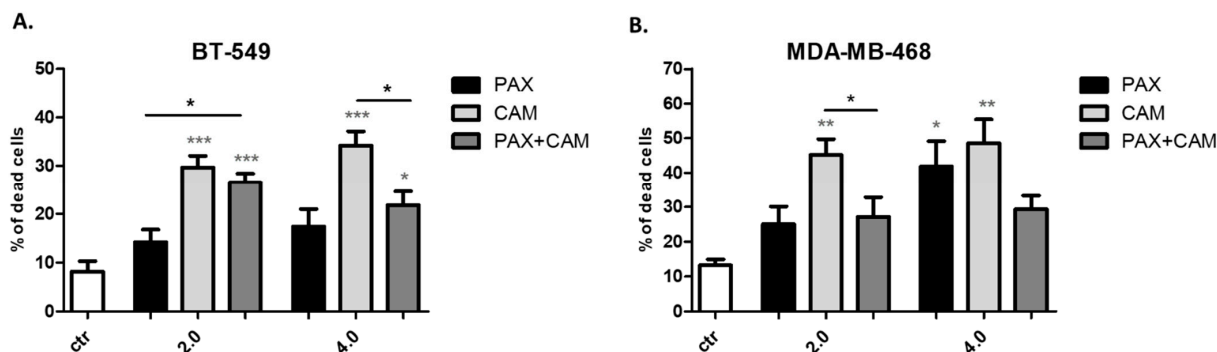 A.
BT-549
% of dead cells
50
40
30
20
10
0
*
***
***
***
*
*
ctr
2.0
4.0
PAX
CAM
PAX+CAM
B.
MDA-MB-468
% of dead cells
70
60
50
40
30
20
10
0
*
**
*
**
ctr
2.0
4.0
PAX
CAM
PAX+CAM